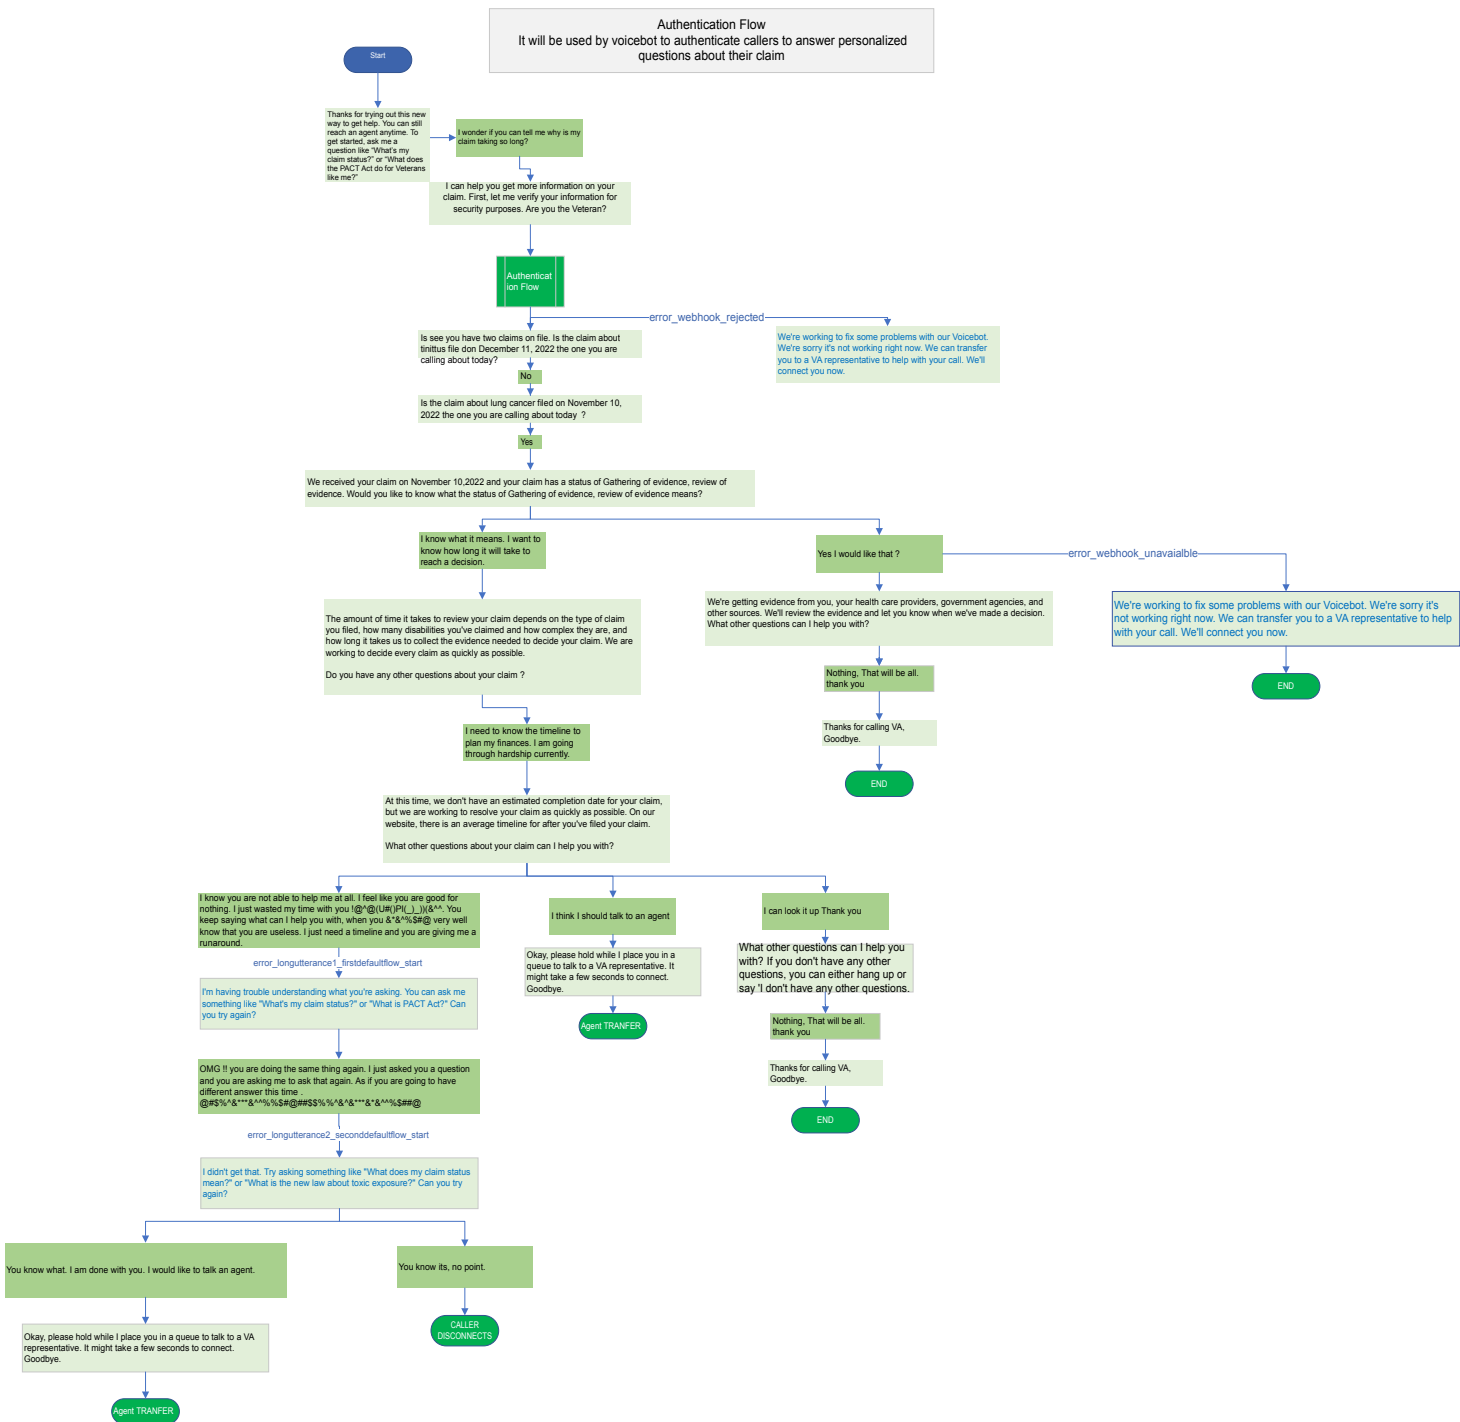 Authentication Flow
It will be used by voicebot to authenticate callers to answer personalized
questions about their claim
Start
Thanks for trying out this new
way to get help. You can still
reach an agent anytime. To
get started, ask me a
question like “What's my
claim status?” or “What does
the PACT Act do for Veterans
like me?”
I wonder if you can tell me why is my
claim taking so long?
I can help you get more information on your
claim. First, let me verify your information for
security purposes. Are you the Veteran?
Authenticat
ion Flow
error_webhook_rejected
Is see you have two claims on file. Is the claim about
tinittus file don December 11, 2022 the one you are
calling about today?
We're working to fix some problems with our Voicebot.
We're sorry it's not working right now. We can transfer
you to a VA representative to help with your call. We'll
connect you now.
No
Is the claim about lung cancer filed on November 10,
2022 the one you are calling about today ?
Yes
We received your claim on November 10,2022 and your claim has a status of Gathering of evidence, review of
evidence. Would you like to know what the status of Gathering of evidence, review of evidence means?
I know what it means. I want to
know how long it will take to
reach a decision.
Yes I would like that ?
error_webhook_unavaialble
The amount of time it takes to review your claim depends on the type of claim
you filed, how many disabilities you've claimed and how complex they are, and
how long it takes us to collect the evidence needed to decide your claim. We are
working to decide every claim as quickly as possible.
Do you have any other questions about your claim ?
We're getting evidence from you, your health care providers, government agencies, and
other sources. We'll review the evidence and let you know when we've made a decision.
What other questions can I help you with?
We're working to fix some problems with our Voicebot. We're sorry it's
not working right now. We can transfer you to a VA representative to help
with your call. We'll connect you now.
Nothing, That will be all.
thank you
END
I need to know the timeline to
plan my finances. I am going
through hardship currently.
Thanks for calling VA,
Goodbye.
END
At this time, we don't have an estimated completion date for your claim,
but we are working to resolve your claim as quickly as possible. On our
website, there is an average timeline for after you've filed your claim.
What other questions about your claim can I help you with?
I know you are not able to help me at all. I feel like you are good for
nothing. I just wasted my time with you !@^@(U#()PI(_)_))(&^^. You
keep saying what can I help you with, when you &*&^%$#@ very well
know that you are useless. I just need a timeline and you are giving me a
runaround.
I think I should talk to an agent
I can look it up Thank you
error_longutterance1_firstdefaultflow_start
Okay, please hold while I place you in a
queue to talk to a VA representative. It
might take a few seconds to connect.
Goodbye.
What other questions can I help you
with? If you don't have any other
questions, you can either hang up or
say 'I don't have any other questions.
I'm having trouble understanding what you're asking. You can ask me
something like "What's my claim status?" or "What is PACT Act?" Can
you try again?
Agent TRANFER
Nothing, That will be all.
thank you
OMG !! you are doing the same thing again. I just asked you a question
and you are asking me to ask that again. As if you are going to have
different answer this time .
@#$%^&***&^^%%$#@##$$%%^&^&***&*&^^%$##@
Thanks for calling VA,
Goodbye.
END
error_longutterance2_seconddefaultflow_start
I didn't get that. Try asking something like "What does my claim status
mean?" or "What is the new law about toxic exposure?" Can you try
again?
You know what. I am done with you. I would like to talk an agent.
You know its, no point.
CALLER
DISCONNECTS
Okay, please hold while I place you in a queue to talk to a VA
representative. It might take a few seconds to connect.
Goodbye.
Agent TRANFER